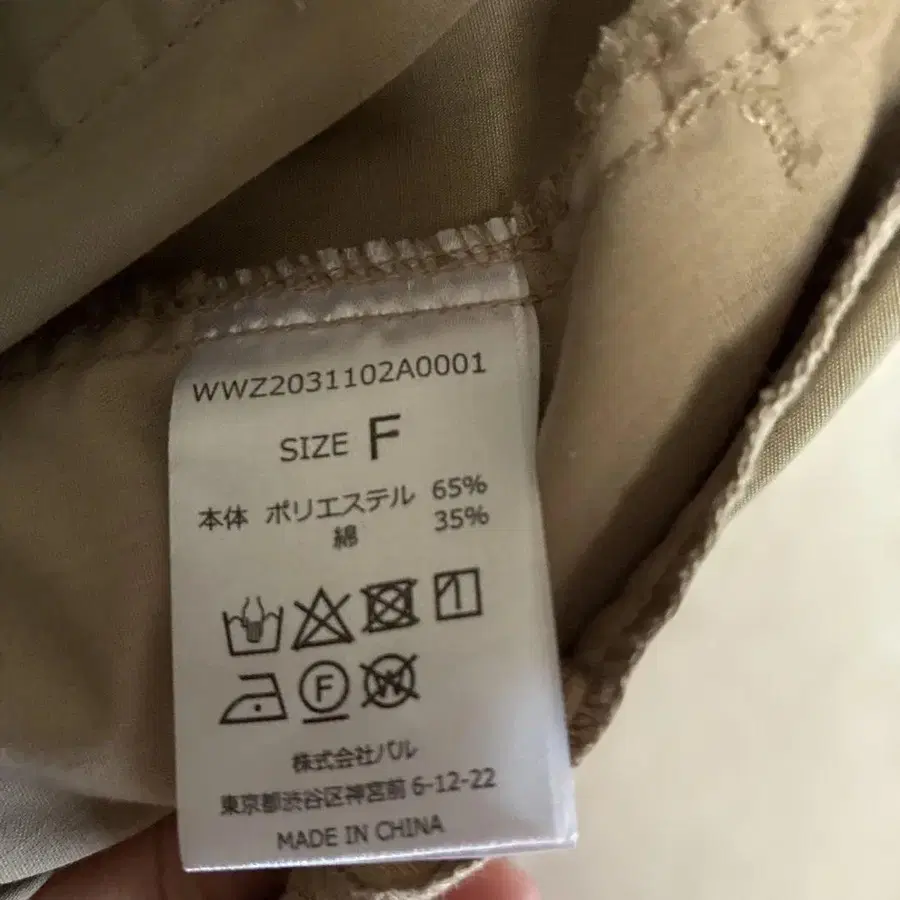 WWZ2031102A0001
SIZE F
本体 ポリエステル 65%
綿 35%
F
W
株式会社パル
東京都渋谷区神宮前 6-12-22
MADE IN CHINA